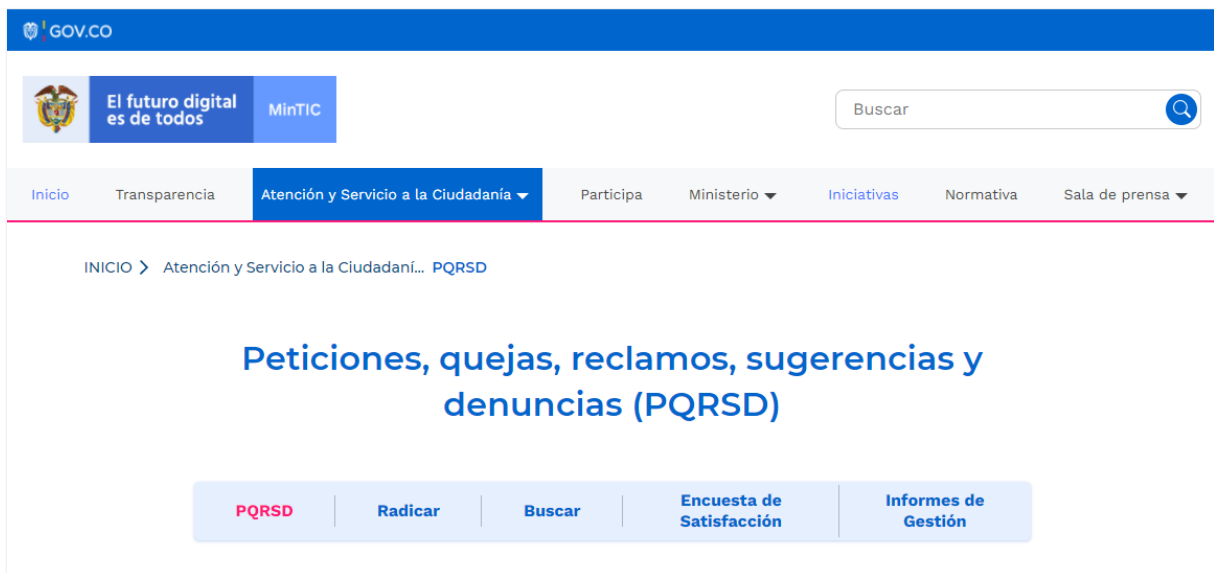 GOV.CO
El futuro digital
es de todos
MinTIC
Buscar
Inicio Transparencia Atención y Servicio a la Ciudadanía Participa Ministerio Iniciativas Normativa Sala de prensa
INICIO Atención y Servicio a la Ciudadaní... PQRSD
Peticiones, quejas, reclamos, sugerencias y
denuncias (PQRSD)
PQRSD Radicar Buscar
Encuesta de
Satisfacción
Informes de
Gestión